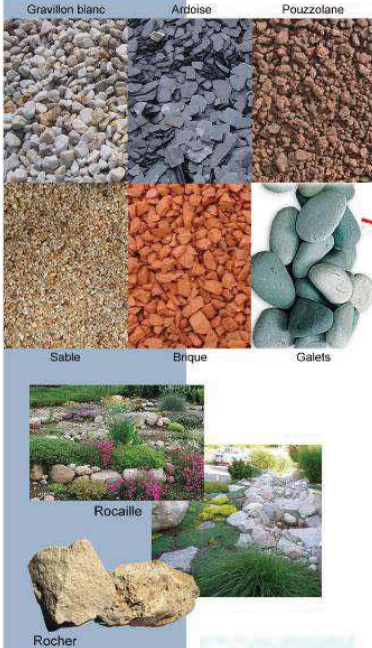 Gravillon blanc
Ardoise
Pouzzolane
Sable
Brique
Galets
Rocaille
Rocher